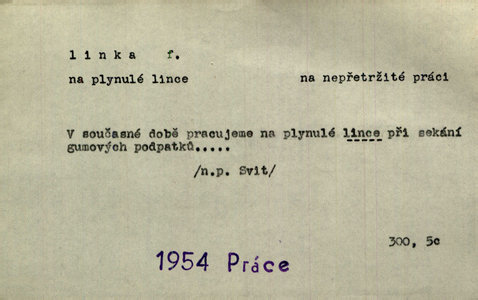 linka f.
na plynulé lince na nepřetržité práci
V současné době pracujeme na plynulé lince při sekání
gumových podpatků.....
/n.p. Svit/
300, 5c
1954 Práce